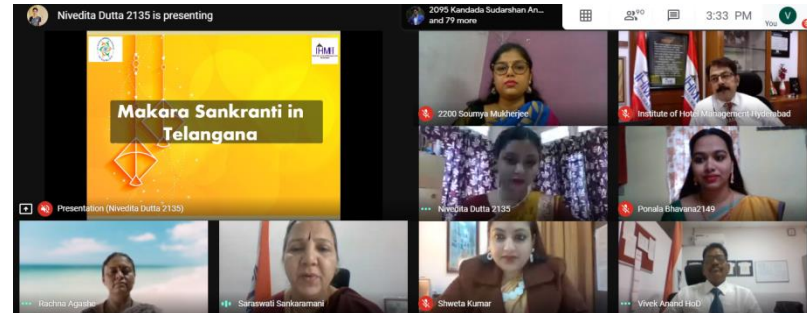 Nivedita Dutta 2135 is presenting
2095 Kandada Sudarshan An...
and 79 more
90
3:33 PM
You
V
IHM
Makara Sankranti in
Telangana
Presentation (Nivedita Dutta 2135)
2200 Soumya Mukherjee
Institute of Hotel Management Hyderabad
Nivedita Dutta 2135
Ponala Bhavana2149
Rachna Agashe
Saraswati Sankaramani
Shweta Kumar
Vivek Anand HoD